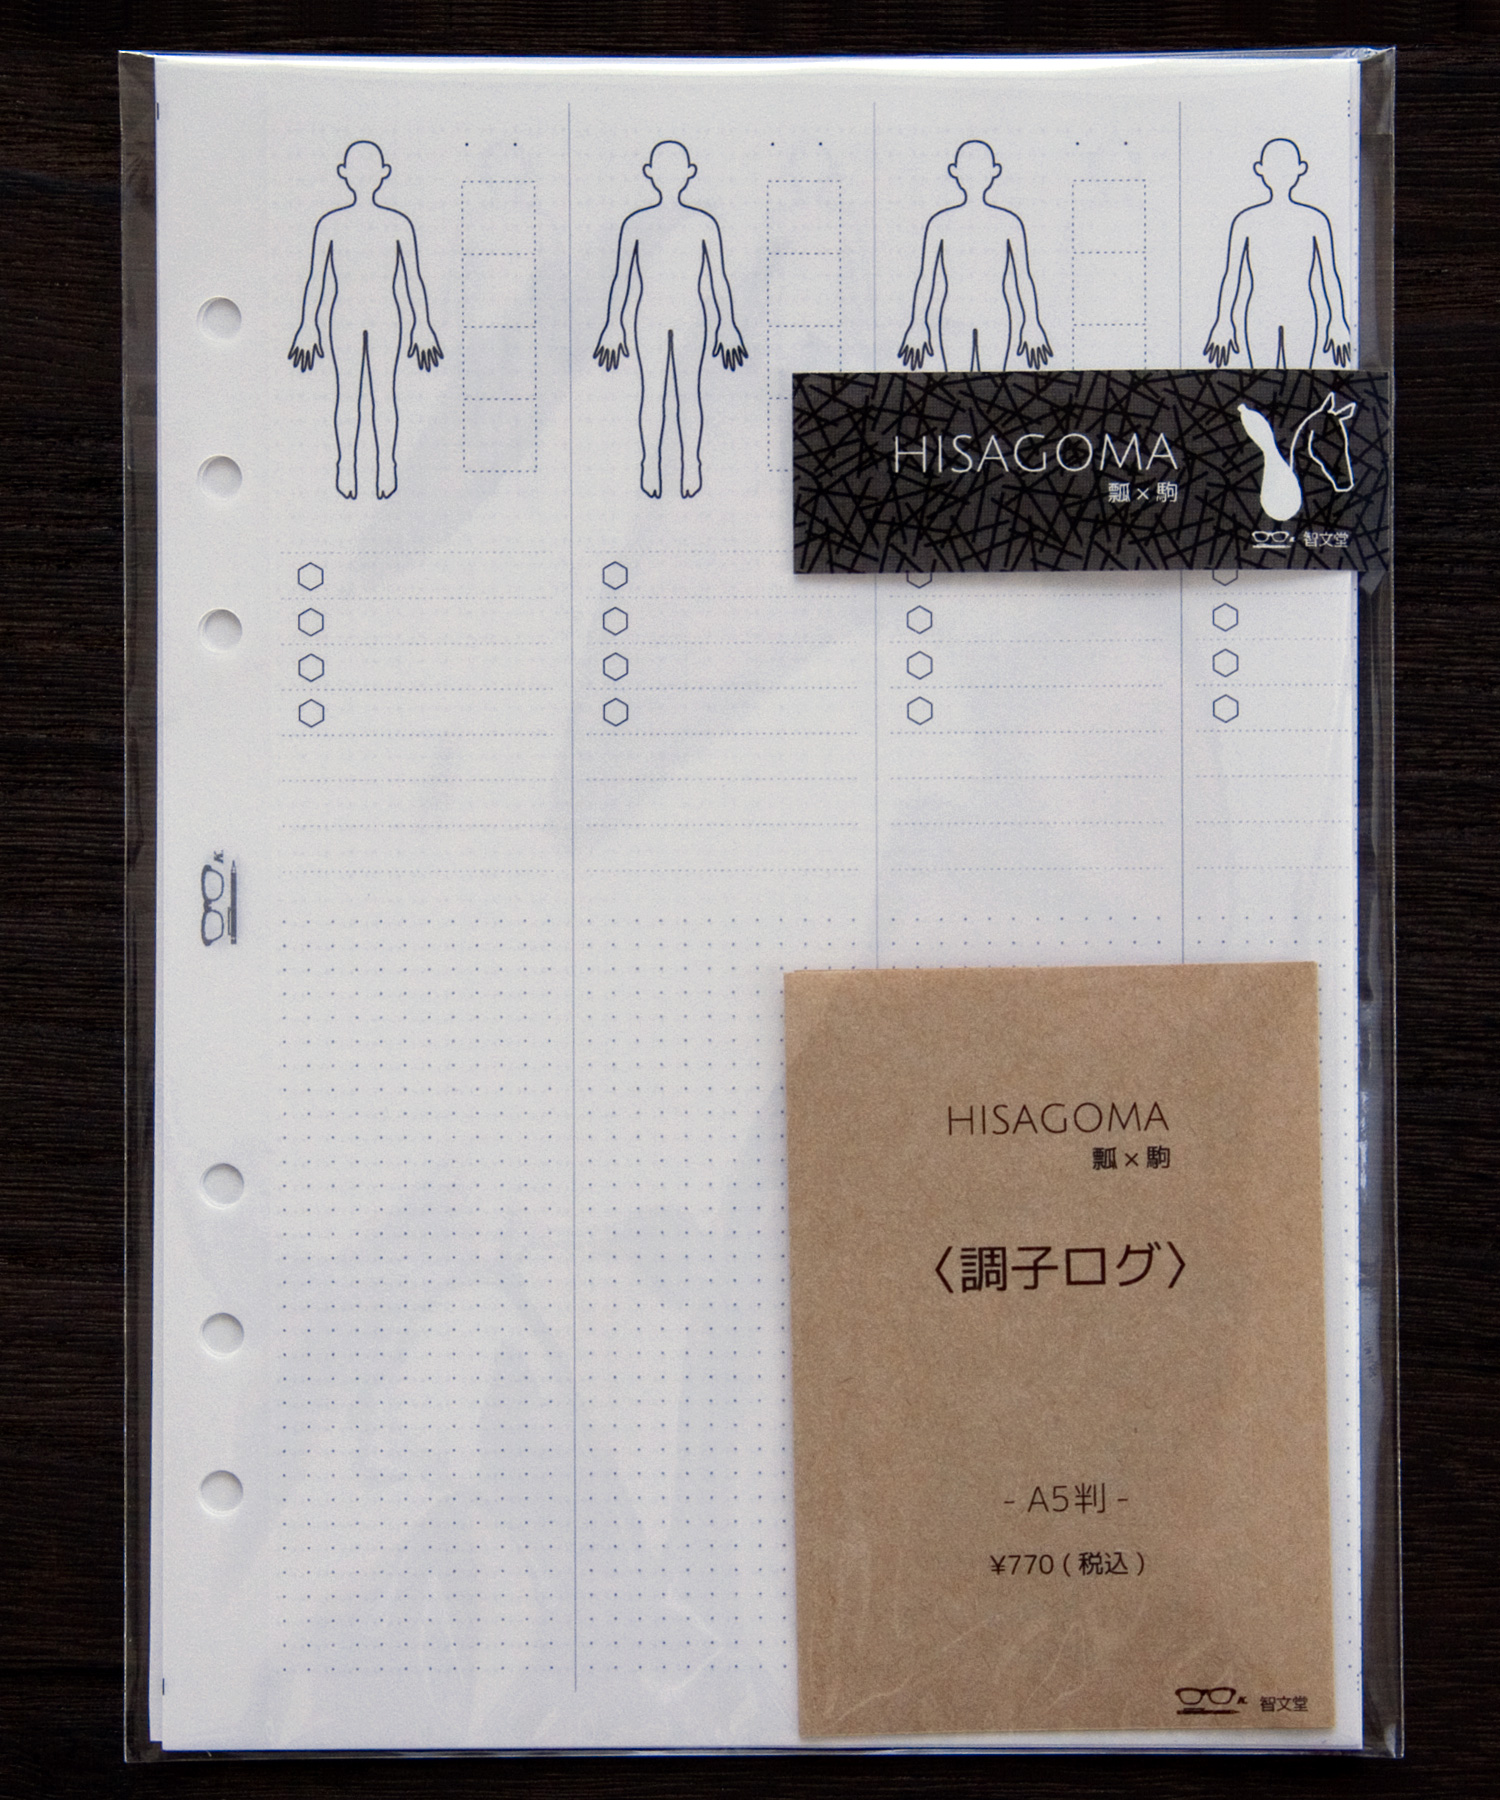 HISAGOMA
瓢×駒
智文堂
K.
HISAGOMA
瓢×駒
〈調子ログ〉
- A5判 -
¥770 ( 税込 )
K. 智文堂